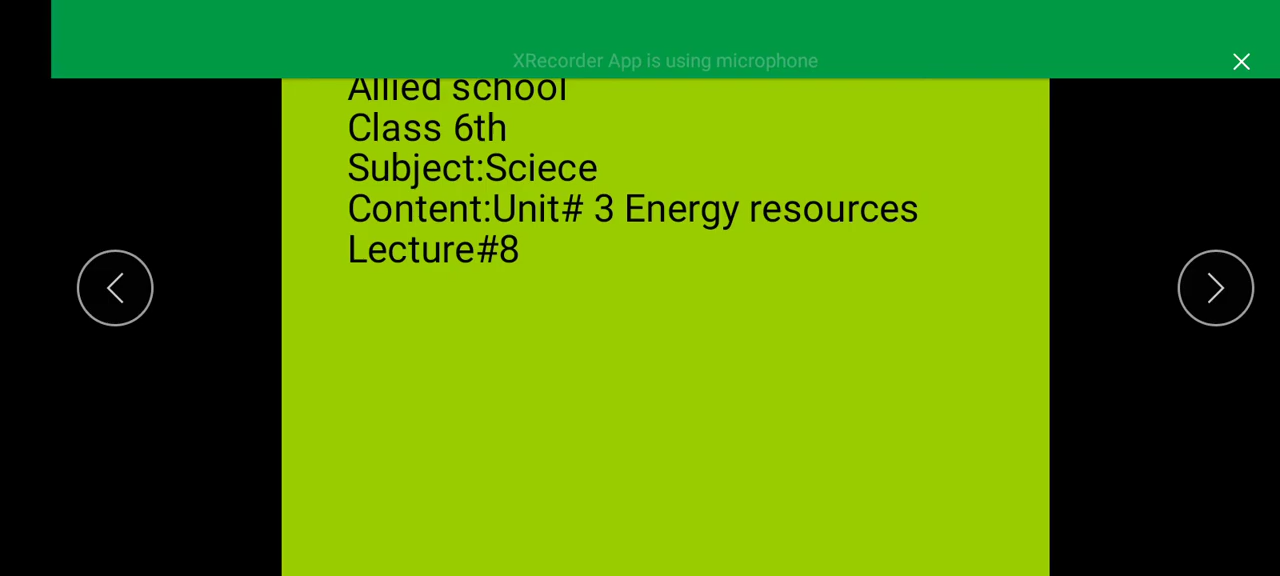 XRecorder App is using microphone
Allied school
Class 6th
Subject:Sciece
Content:Unit# 3 Energy resources
Lecture#8